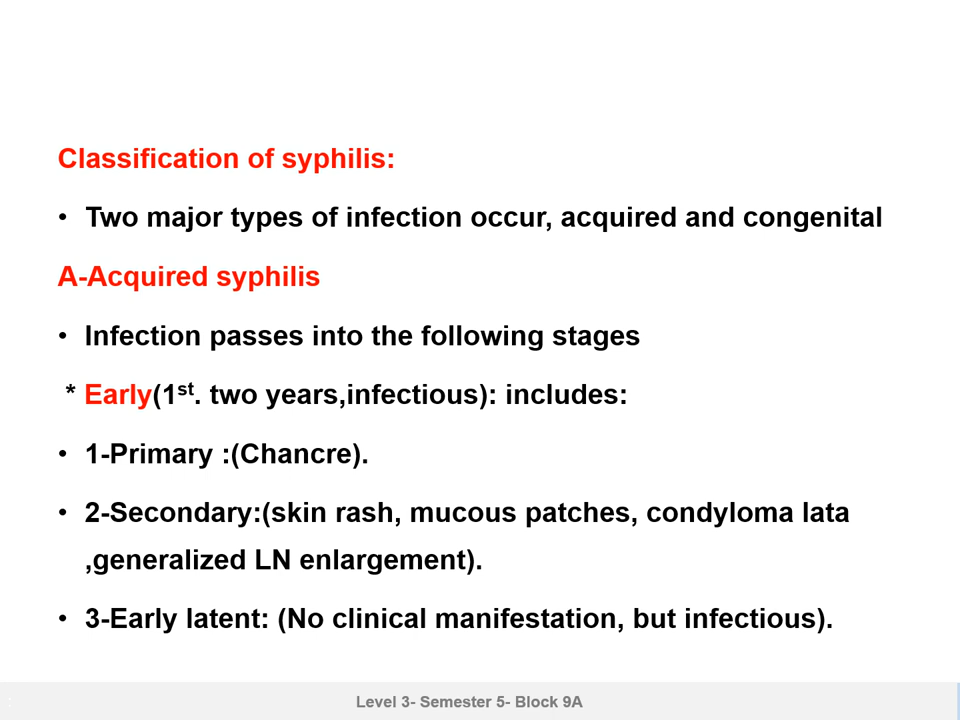 Classification of syphilis:
• Two major types of infection occur, acquired and congenital
A-Acquired syphilis
• Infection passes into the following stages
* Early(1st. two years,infectious): includes:
• 1-Primary :(Chancre).
• 2-Secondary:(skin rash, mucous patches, condyloma lata
,generalized LN enlargement).
• 3-Early latent: (No clinical manifestation, but infectious).
Level 3- Semester 5- Block 9A